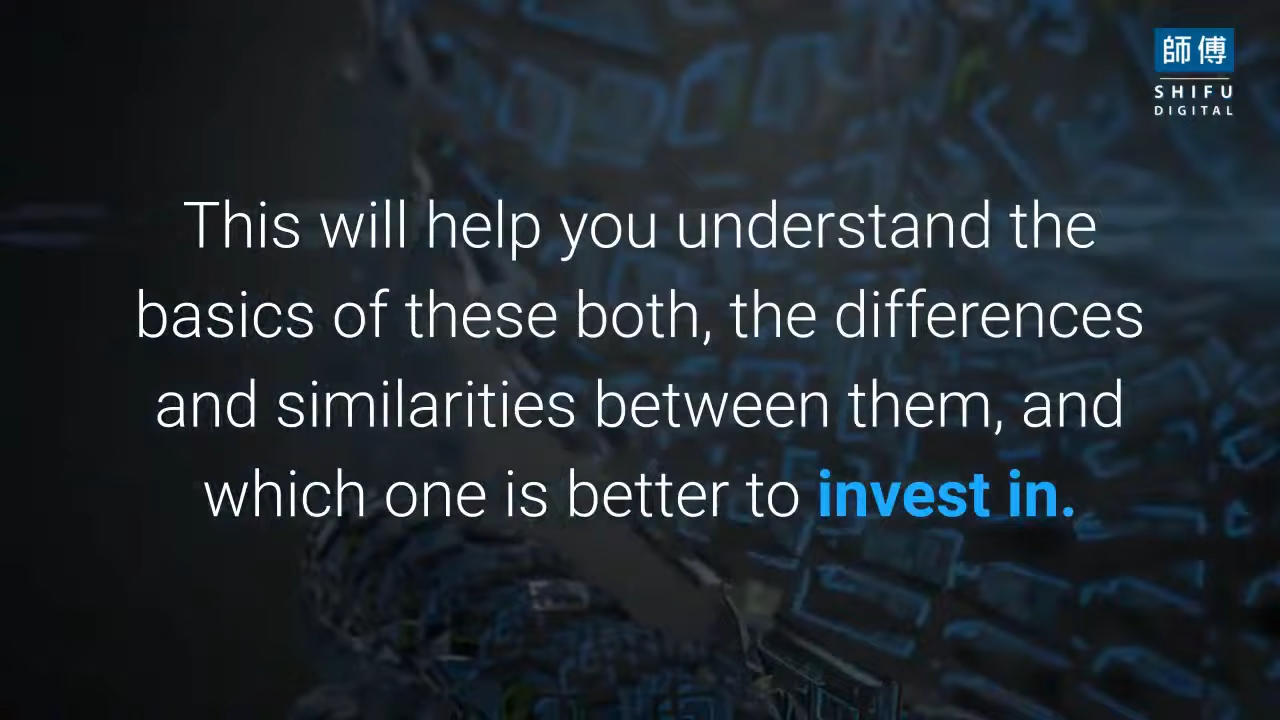 師傅
SHIFU
DIGITAL
This will help you understand the
basics of these both, the differences
and similarities between them, and
which one is better to invest in.